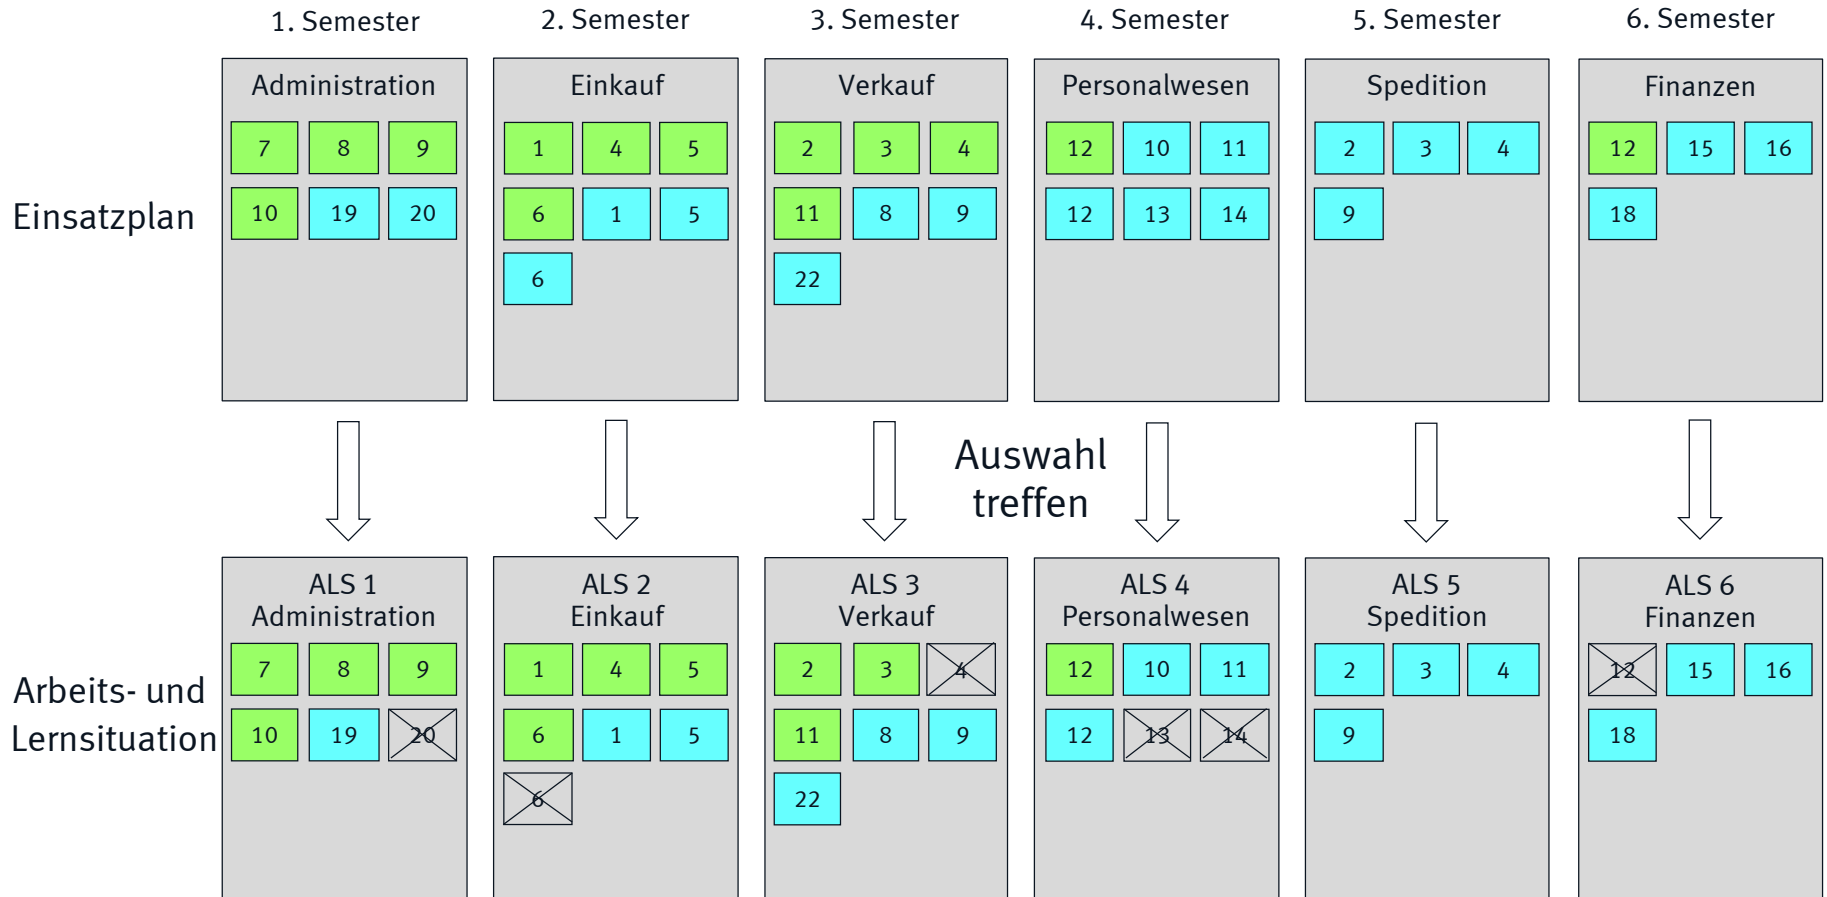 1. Semester 2. Semester 3. Semester 4. Semester 5. Semester 6. Semester
Einsatzplan
Administration
7 8 9
10 19 20
Einkauf
1 4 5
6 1 5
6
Verkauf
2 3 4
11 8 9
22
Personalwesen
12 10 11
12 13 14
Spedition
2 3 4
9
Finanzen
12 15 16
18
Auswahl
treffen
Arbeits- und
Lernsituation
ALS 1
Administration
7 8 9
10 19 20
ALS 2
Einkauf
1 4 5
6 1 5
6
ALS 3
Verkauf
2 3 4
11 8 9
22
ALS 4
Personalwesen
12 10 11
12 13 14
ALS 5
Spedition
2 3 4
9
ALS 6
Finanzen
12 15 16
18